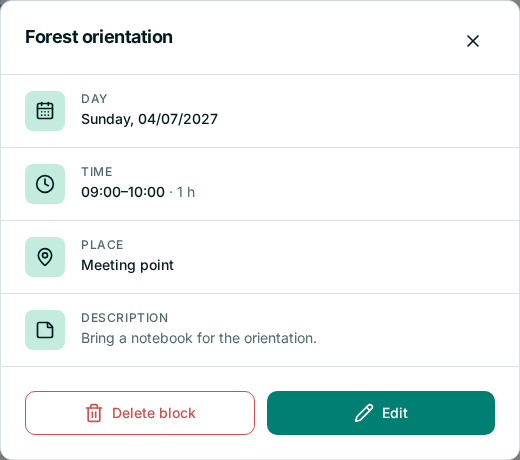 Forest orientation
DAY
Sunday, 04/07/2027
TIME
09:00–10:00 · 1 h
PLACE
Meeting point
DESCRIPTION
Bring a notebook for the orientation.
Delete block
Edit